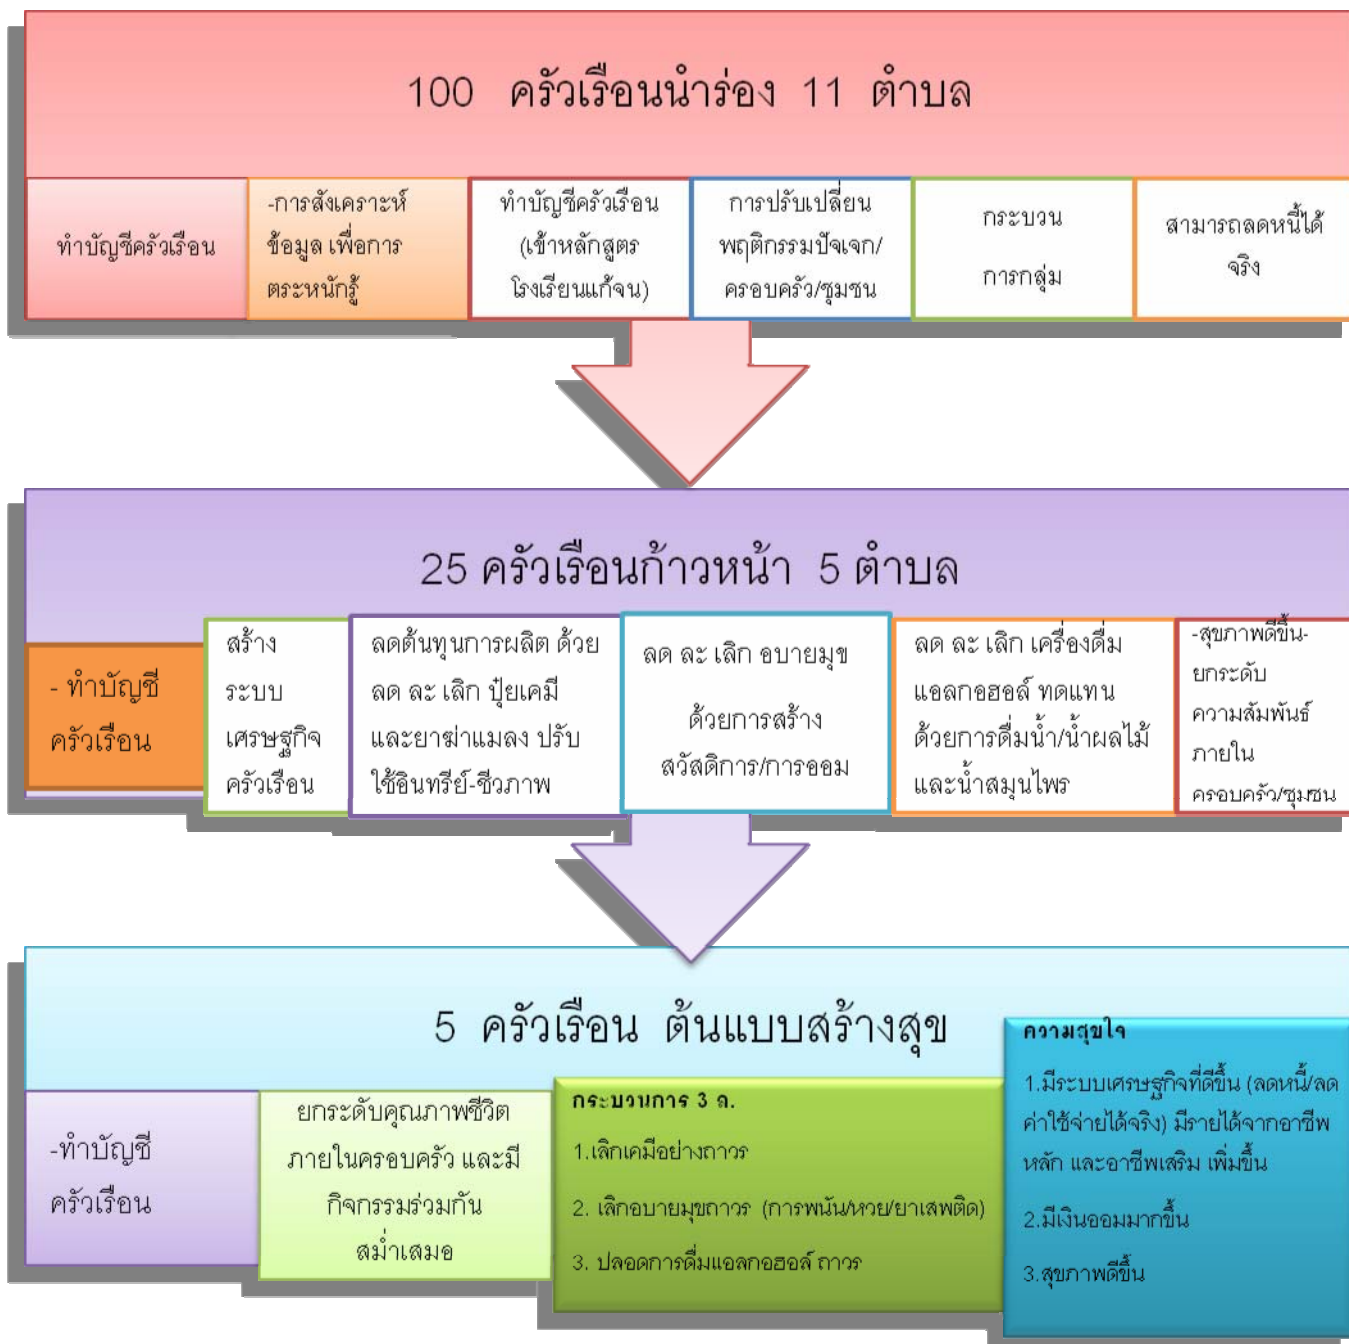 100 ครัวเรือนนำร่อง 11 ตำบล
ทำบัญชีครัวเรือน
-การสังเคราะห์
ข้อมูล เพื่อการ
ตระหนักรู้
ทำบัญชีครัวเรือน
(เข้าหลักสูตร
โรงเรียนแก้จน)
การปรับเปลี่ยน
พฤติกรรมปัจเจก/
ครอบครัว/ชุมชน
กระบวน
การกลุ่ม
สามารถลดหนี้ได้
จริง
25 ครัวเรือนก้าวหน้า 5 ตำบล
- ทำบัญชี
ครัวเรือน
สร้าง
ระบบ
เศรษฐกิจ
ครัวเรือน
ลดต้นทุนการผลิต ด้วย
ลด ละ เลิก ปุ๋ยเคมี
และยาฆ่าแมลง ปรับ
ใช้อินทรีย์-ชีวภาพ
ลด ละ เลิก อบายมุข
ด้วยการสร้าง
สวัสดิการ/การออม
ลด ละ เลิก เครื่องดื่ม
แอลกอฮอล์ ทดแทน
ด้วยการดื่มน้ำ/น้ำผลไม้
และน้ำสมุนไพร
-สุขภาพดีขึ้น-
ยกระดับ
ความสัมพันธ์
ภายใน
ครอบครัว/ชุมชน
5 ครัวเรือน ต้นแบบสร้างสุข
-ทำบัญชี
ครัวเรือน
ยกระดับคุณภาพชีวิต
ภายในครอบครัว และมี
กิจกรรมร่วมกัน
สม่ำเสมอ
กระบวนการ 3 ล.
1.เลิกเคมีอย่างถาวร
2. เลิกอบายมุขถาวร (การพนัน/หวย/ยาเสพติด)
3. ปลอดการดื่มแอลกอฮอล์ ถาวร
ความสุขใจ
1.มีระบบเศรษฐกิจที่ดีขึ้น (ลดหนี้/ลด
ค่าใช้จ่ายได้จริง) มีรายได้จากอาชีพ
หลัก และอาชีพเสริม เพิ่มขึ้น
2.มีเงินออมมากขึ้น
3.สุขภาพดีขึ้น